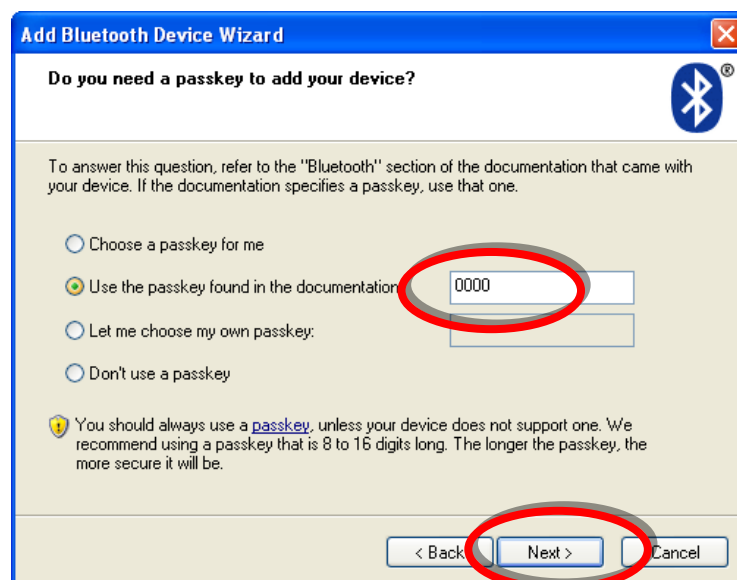 Add Bluetooth Device Wizard
Do you need a passkey to add your device?
®
To answer this question, refer to the "Bluetooth" section of the documentation that came with
your device. If the documentation specifies a passkey, use that one.
Choose a passkey for me
Use the passkey found in the documentation
0000
Let me choose my own passkey:
Don't use a passkey
You should always use a passkey, unless your device does not support one. We
recommend using a passkey that is 8 to 16 digits long. The longer the passkey, the
more secure it will be.
< Back
Next >
Cancel